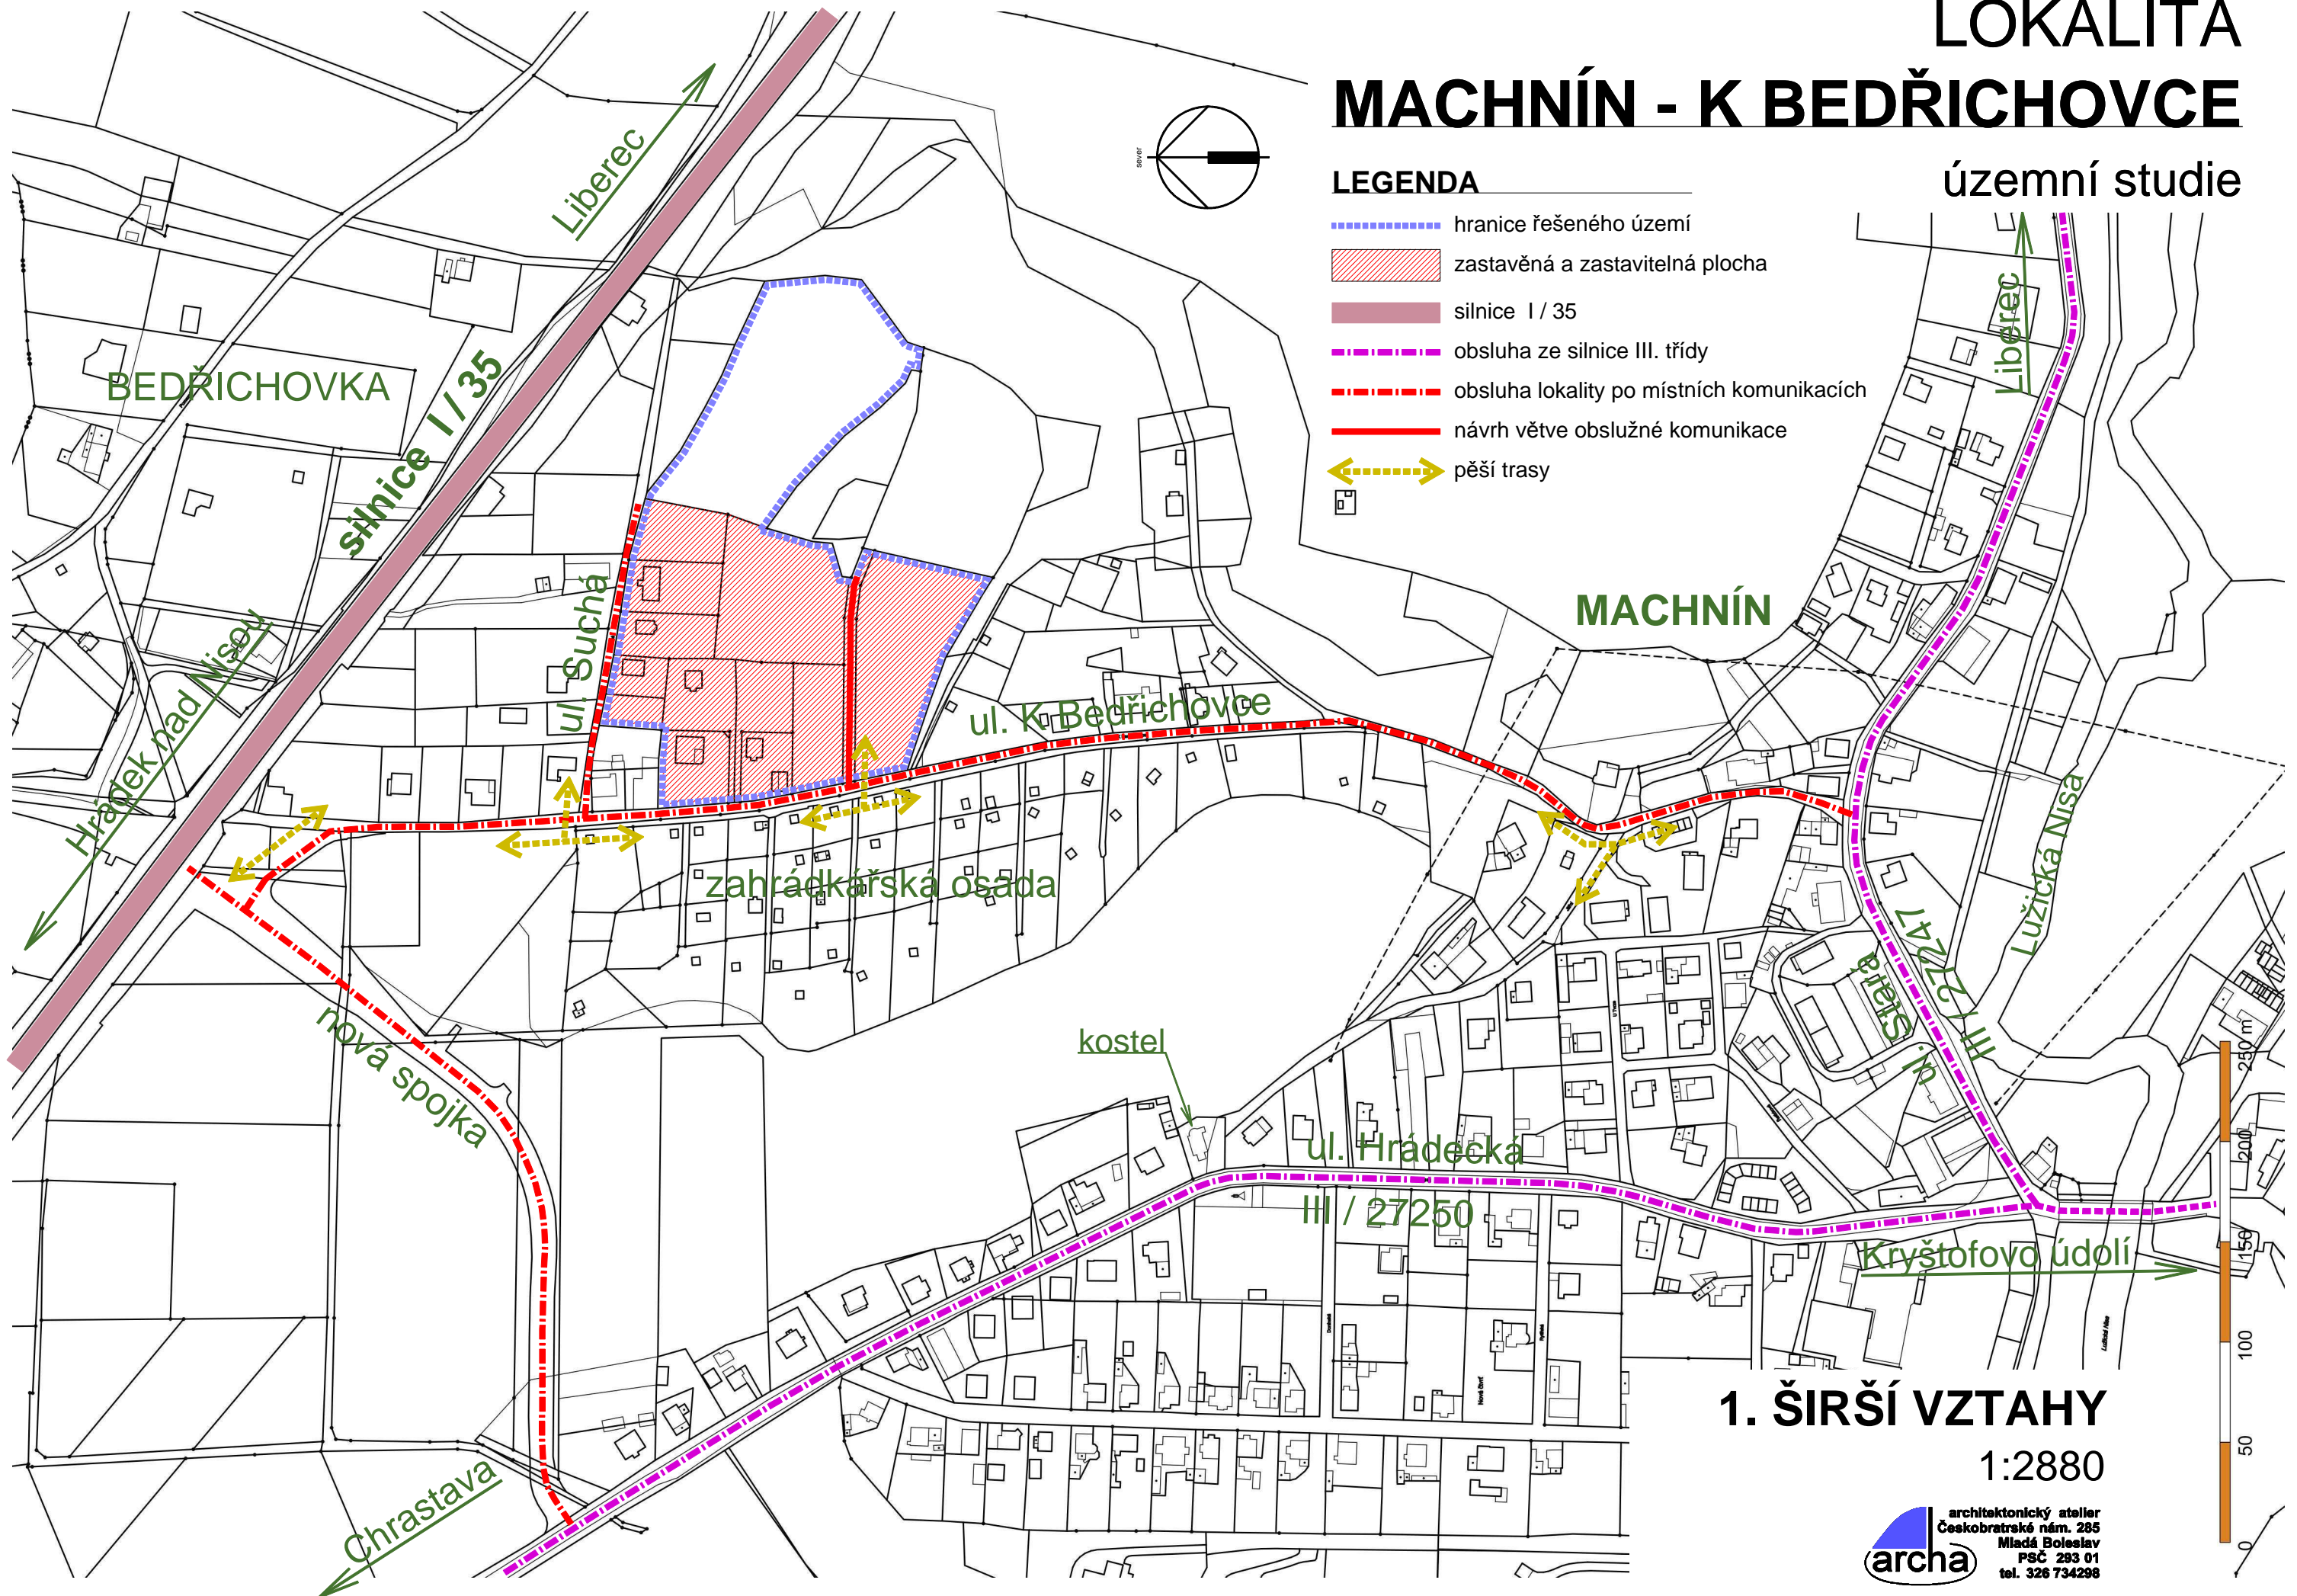 LOKALITA
MACHNÍN - K BEDŘICHOVCE
územní studie
sever
LEGENDA
hranice řešeného území
zastavěná a zastavitelná plocha
silnice I / 35
obsluha ze silnice III. třídy
obsluha lokality po místních komunikacích
návrh větve obslužné komunikace
pěší trasy
Liberec
Liberec
BEDŘICHOVKA
silnice I / 35
Hrádek nad Nisou
ul. Suchá
ul. K Bedřichovce
MACHNÍN
zahrádkářská osada
Lužická Nisa
III / 27247
ul. Stará
nová spojka
kostel
ul. Hrádecká
III / 27250
Kryštofovo údolí
Chrastava
Nová čtvrť
250 m
200
150
100
50
0
1. ŠIRŠÍ VZTAHY
1:2880
archa
architektonický atelier
Českobratrské nám. 285
Mladá Boleslav
PSČ 293 01
tel. 326 734298